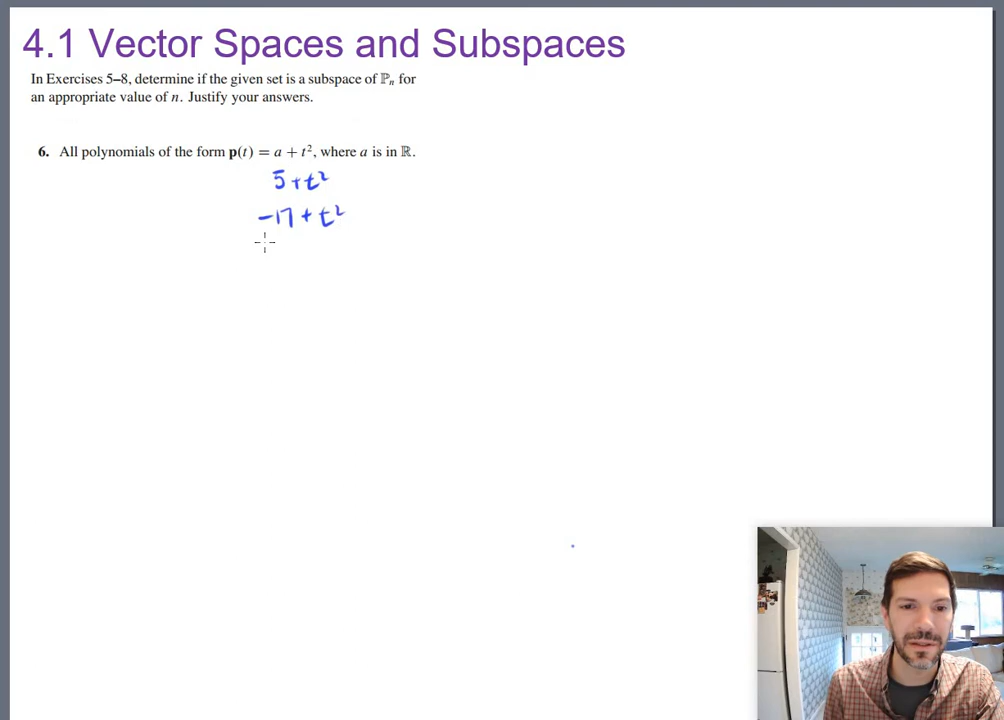 4.1 Vector Spaces and Subspaces
In Exercises 5–8, determine if the given set is a subspace of ℙₙ for
an appropriate value of n. Justify your answers.
6. All polynomials of the form p(t) = a + t², where a is in ℝ.
5+t²
-17 + t²